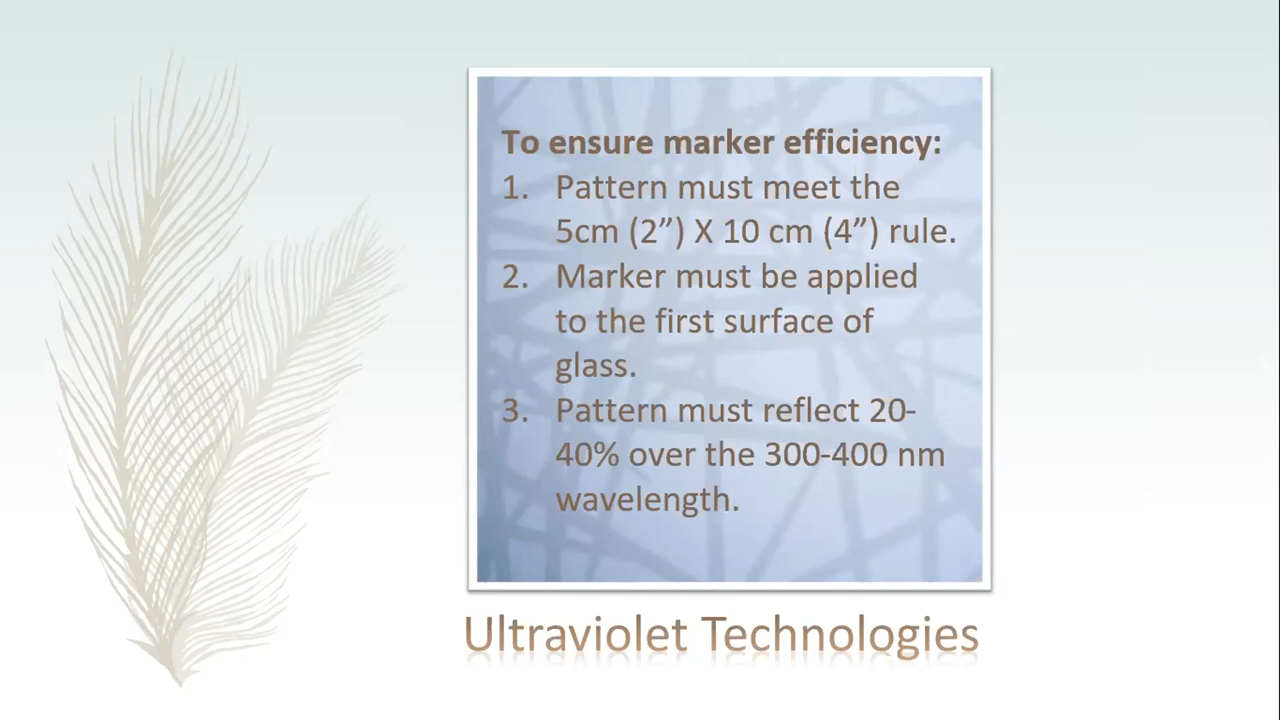 To ensure marker efficiency:
1. Pattern must meet the
5cm (2”) X 10 cm (4”) rule.
2. Marker must be applied
to the first surface of
glass.
3. Pattern must reflect 20-
40% over the 300-400 nm
wavelength.
Ultraviolet Technologies